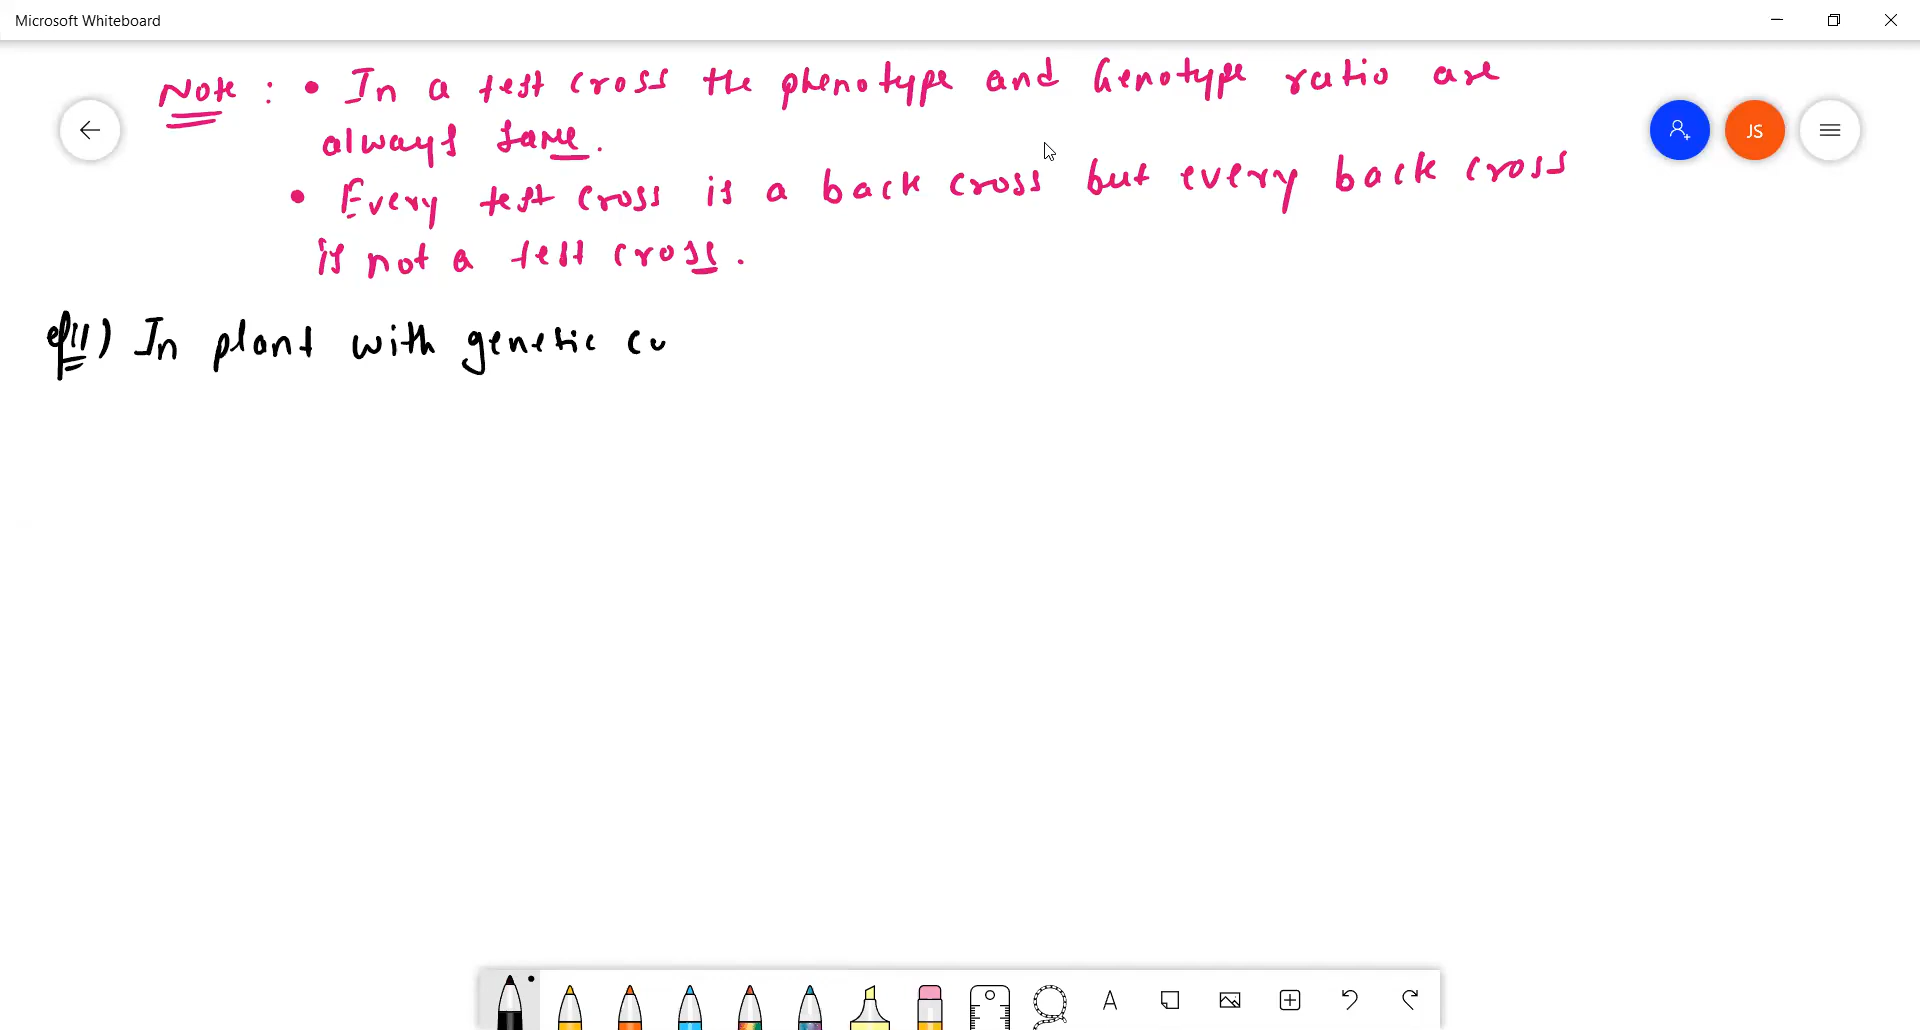 Microsoft Whiteboard
Note : • In a test cross the phenotype and Genotype ratio are
always same.
JS
• Every test cross is a back cross but every back cross
is not a test cross.
In plant with genetic co